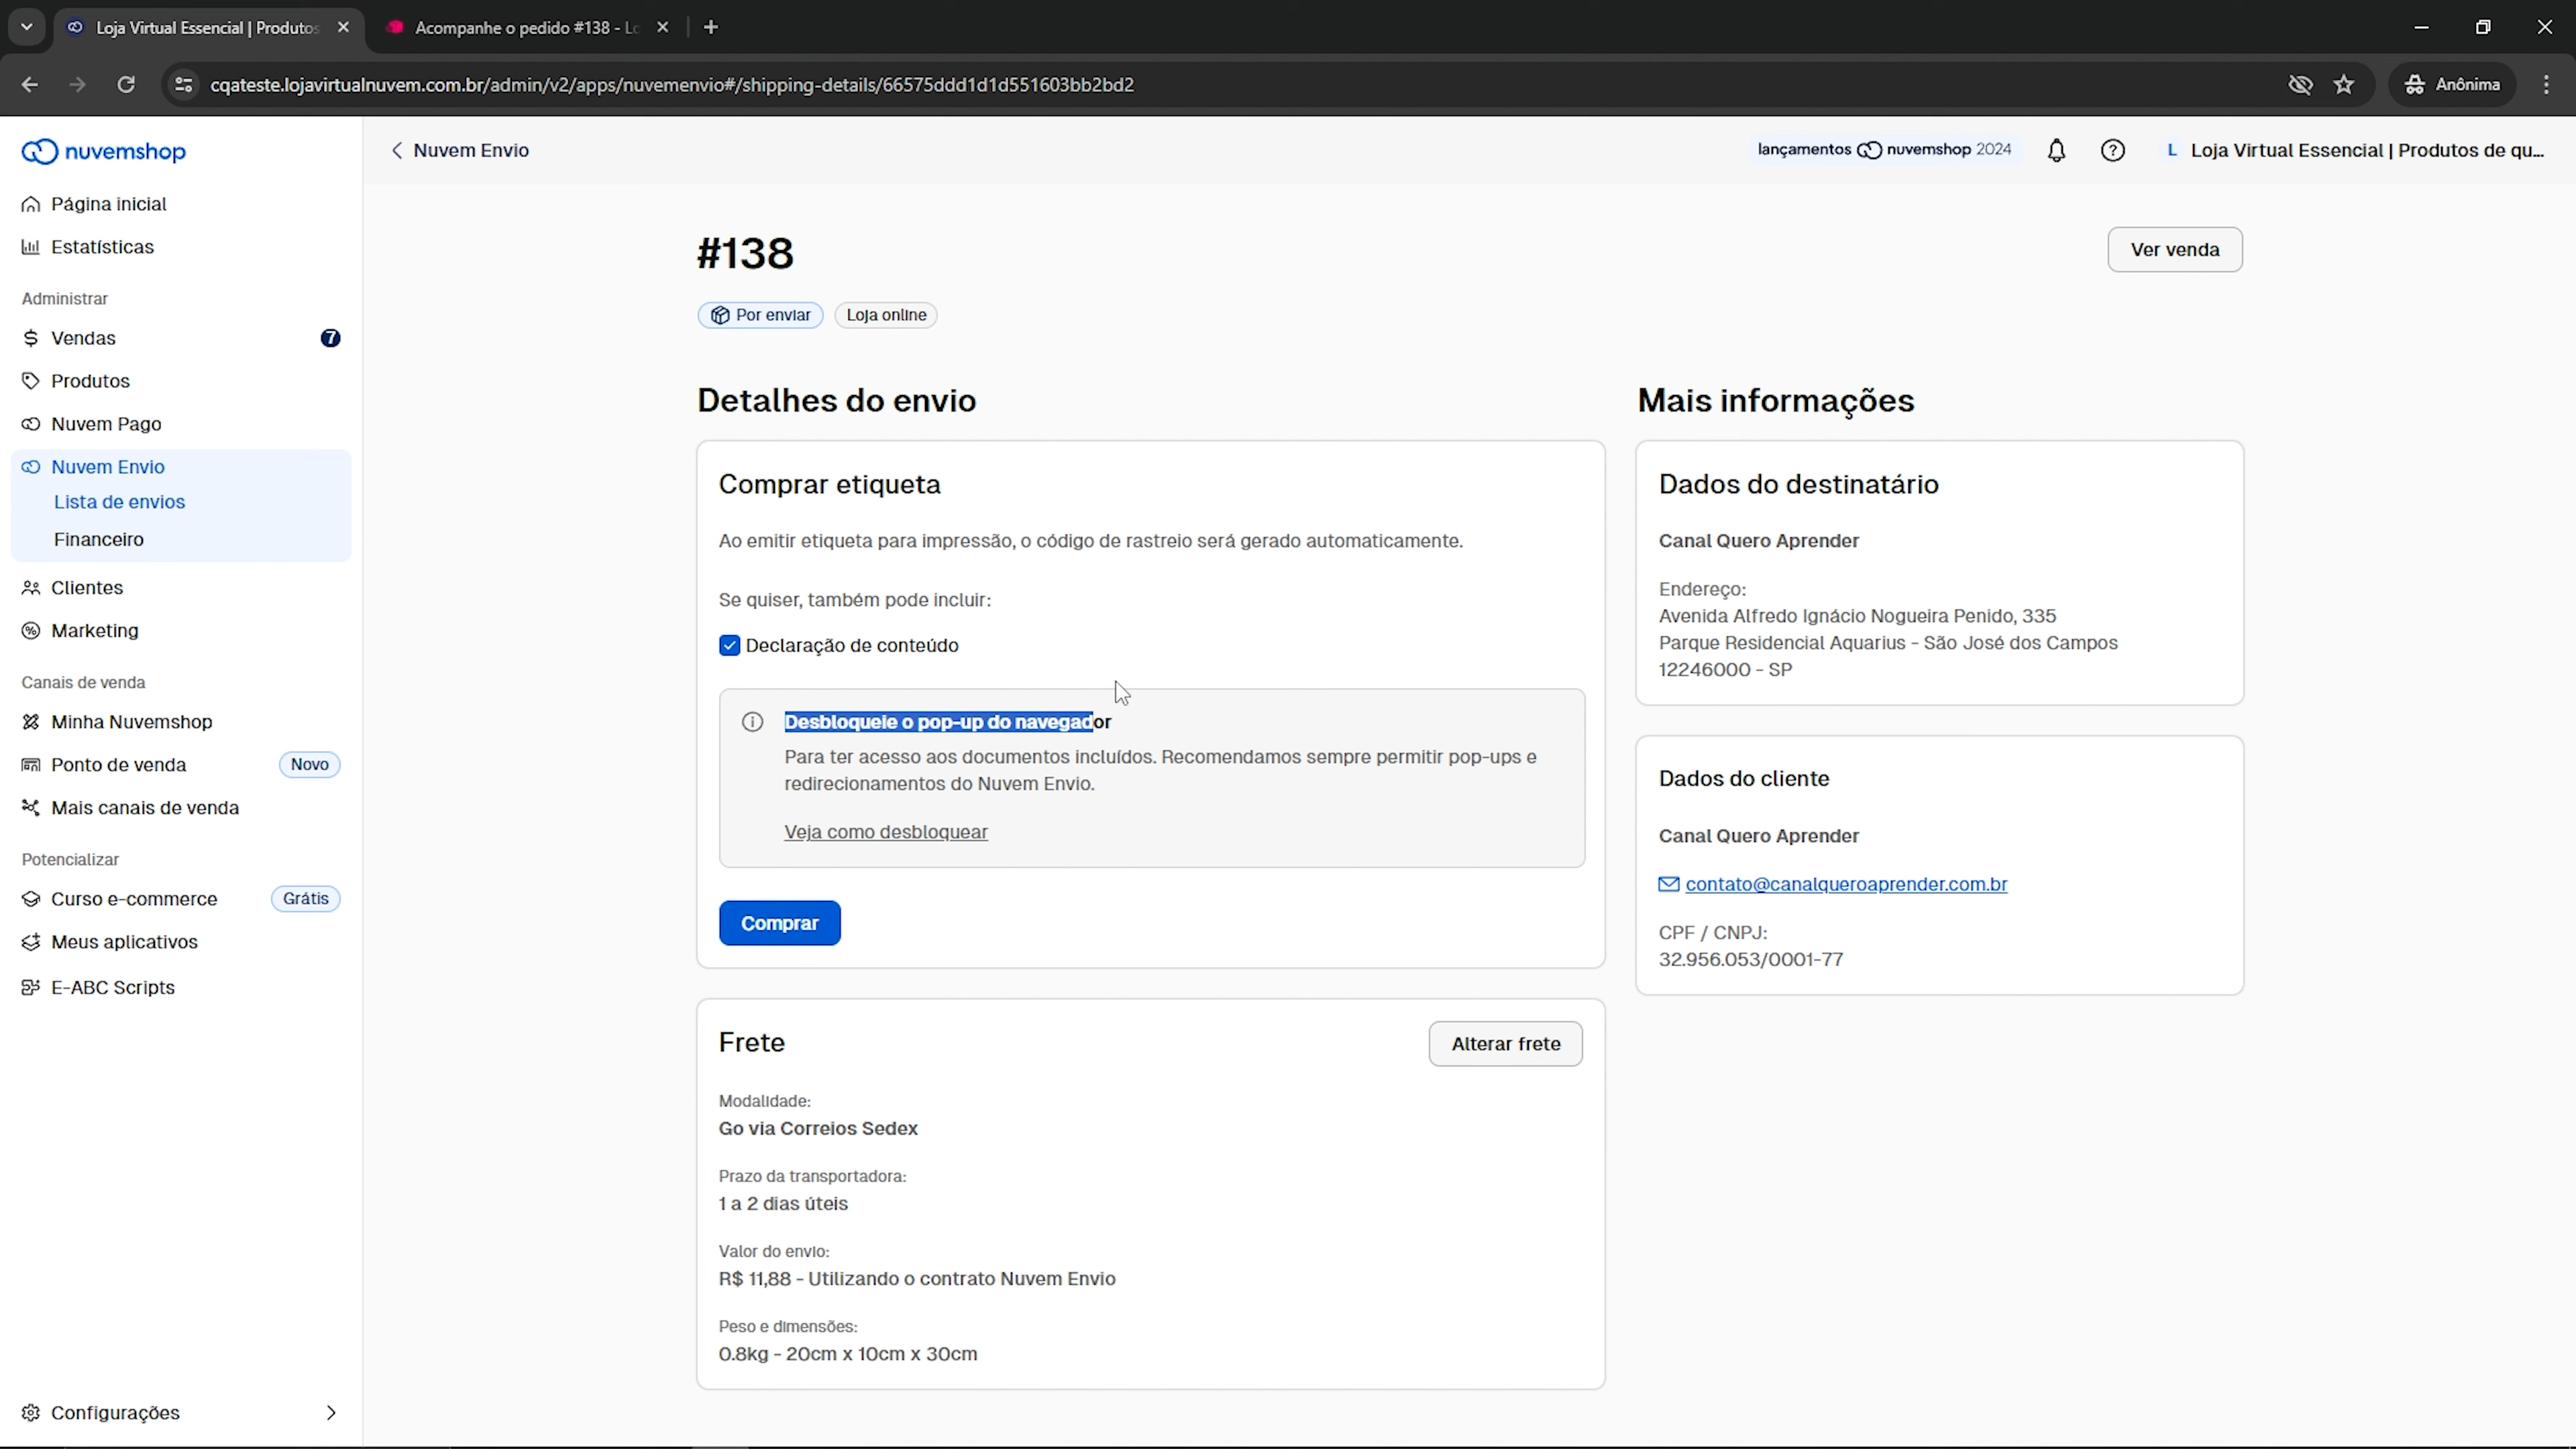 Loja Virtual Essencial | Produtos
Acompanhe o pedido #138 - Lo
cqateste.lojavirtualnuvem.com.br/admin/v2/apps/nuvemenvio#/shipping-details/66575ddd1d1d551603bb2bd2
Anônima
nuvemshop
Nuvem Envio
lançamentos nuvemshop 2024
L Loja Virtual Essencial | Produtos de qu...
Página inicial
Estatísticas
Administrar
Vendas 7
Produtos
Nuvem Pago
Nuvem Envio
Lista de envios
Financeiro
Clientes
Marketing
Canais de venda
Minha Nuvemshop
Ponto de venda Novo
Mais canais de venda
Potencializar
Curso e-commerce Grátis
Meus aplicativos
E-ABC Scripts
Configurações
#138
Ver venda
Por enviar
Loja online
Detalhes do envio
Comprar etiqueta
Ao emitir etiqueta para impressão, o código de rastreio será gerado automaticamente.
Se quiser, também pode incluir:
Declaração de conteúdo
Desbloqueie o pop-up do navegador
Para ter acesso aos documentos incluídos. Recomendamos sempre permitir pop-ups e
redirecionamentos do Nuvem Envio.
Veja como desbloquear
Comprar
Frete
Alterar frete
Modalidade:
Go via Correios Sedex
Prazo da transportadora:
1 a 2 dias úteis
Valor do envio:
R$ 11,88 - Utilizando o contrato Nuvem Envio
Peso e dimensões:
0.8kg - 20cm x 10cm x 30cm
Mais informações
Dados do destinatário
Canal Quero Aprender
Endereço:
Avenida Alfredo Ignácio Nogueira Penido, 335
Parque Residencial Aquarius - São José dos Campos
12246000 - SP
Dados do cliente
Canal Quero Aprender
contato@canalqueroaprender.com.br
CPF / CNPJ:
32.956.053/0001-77